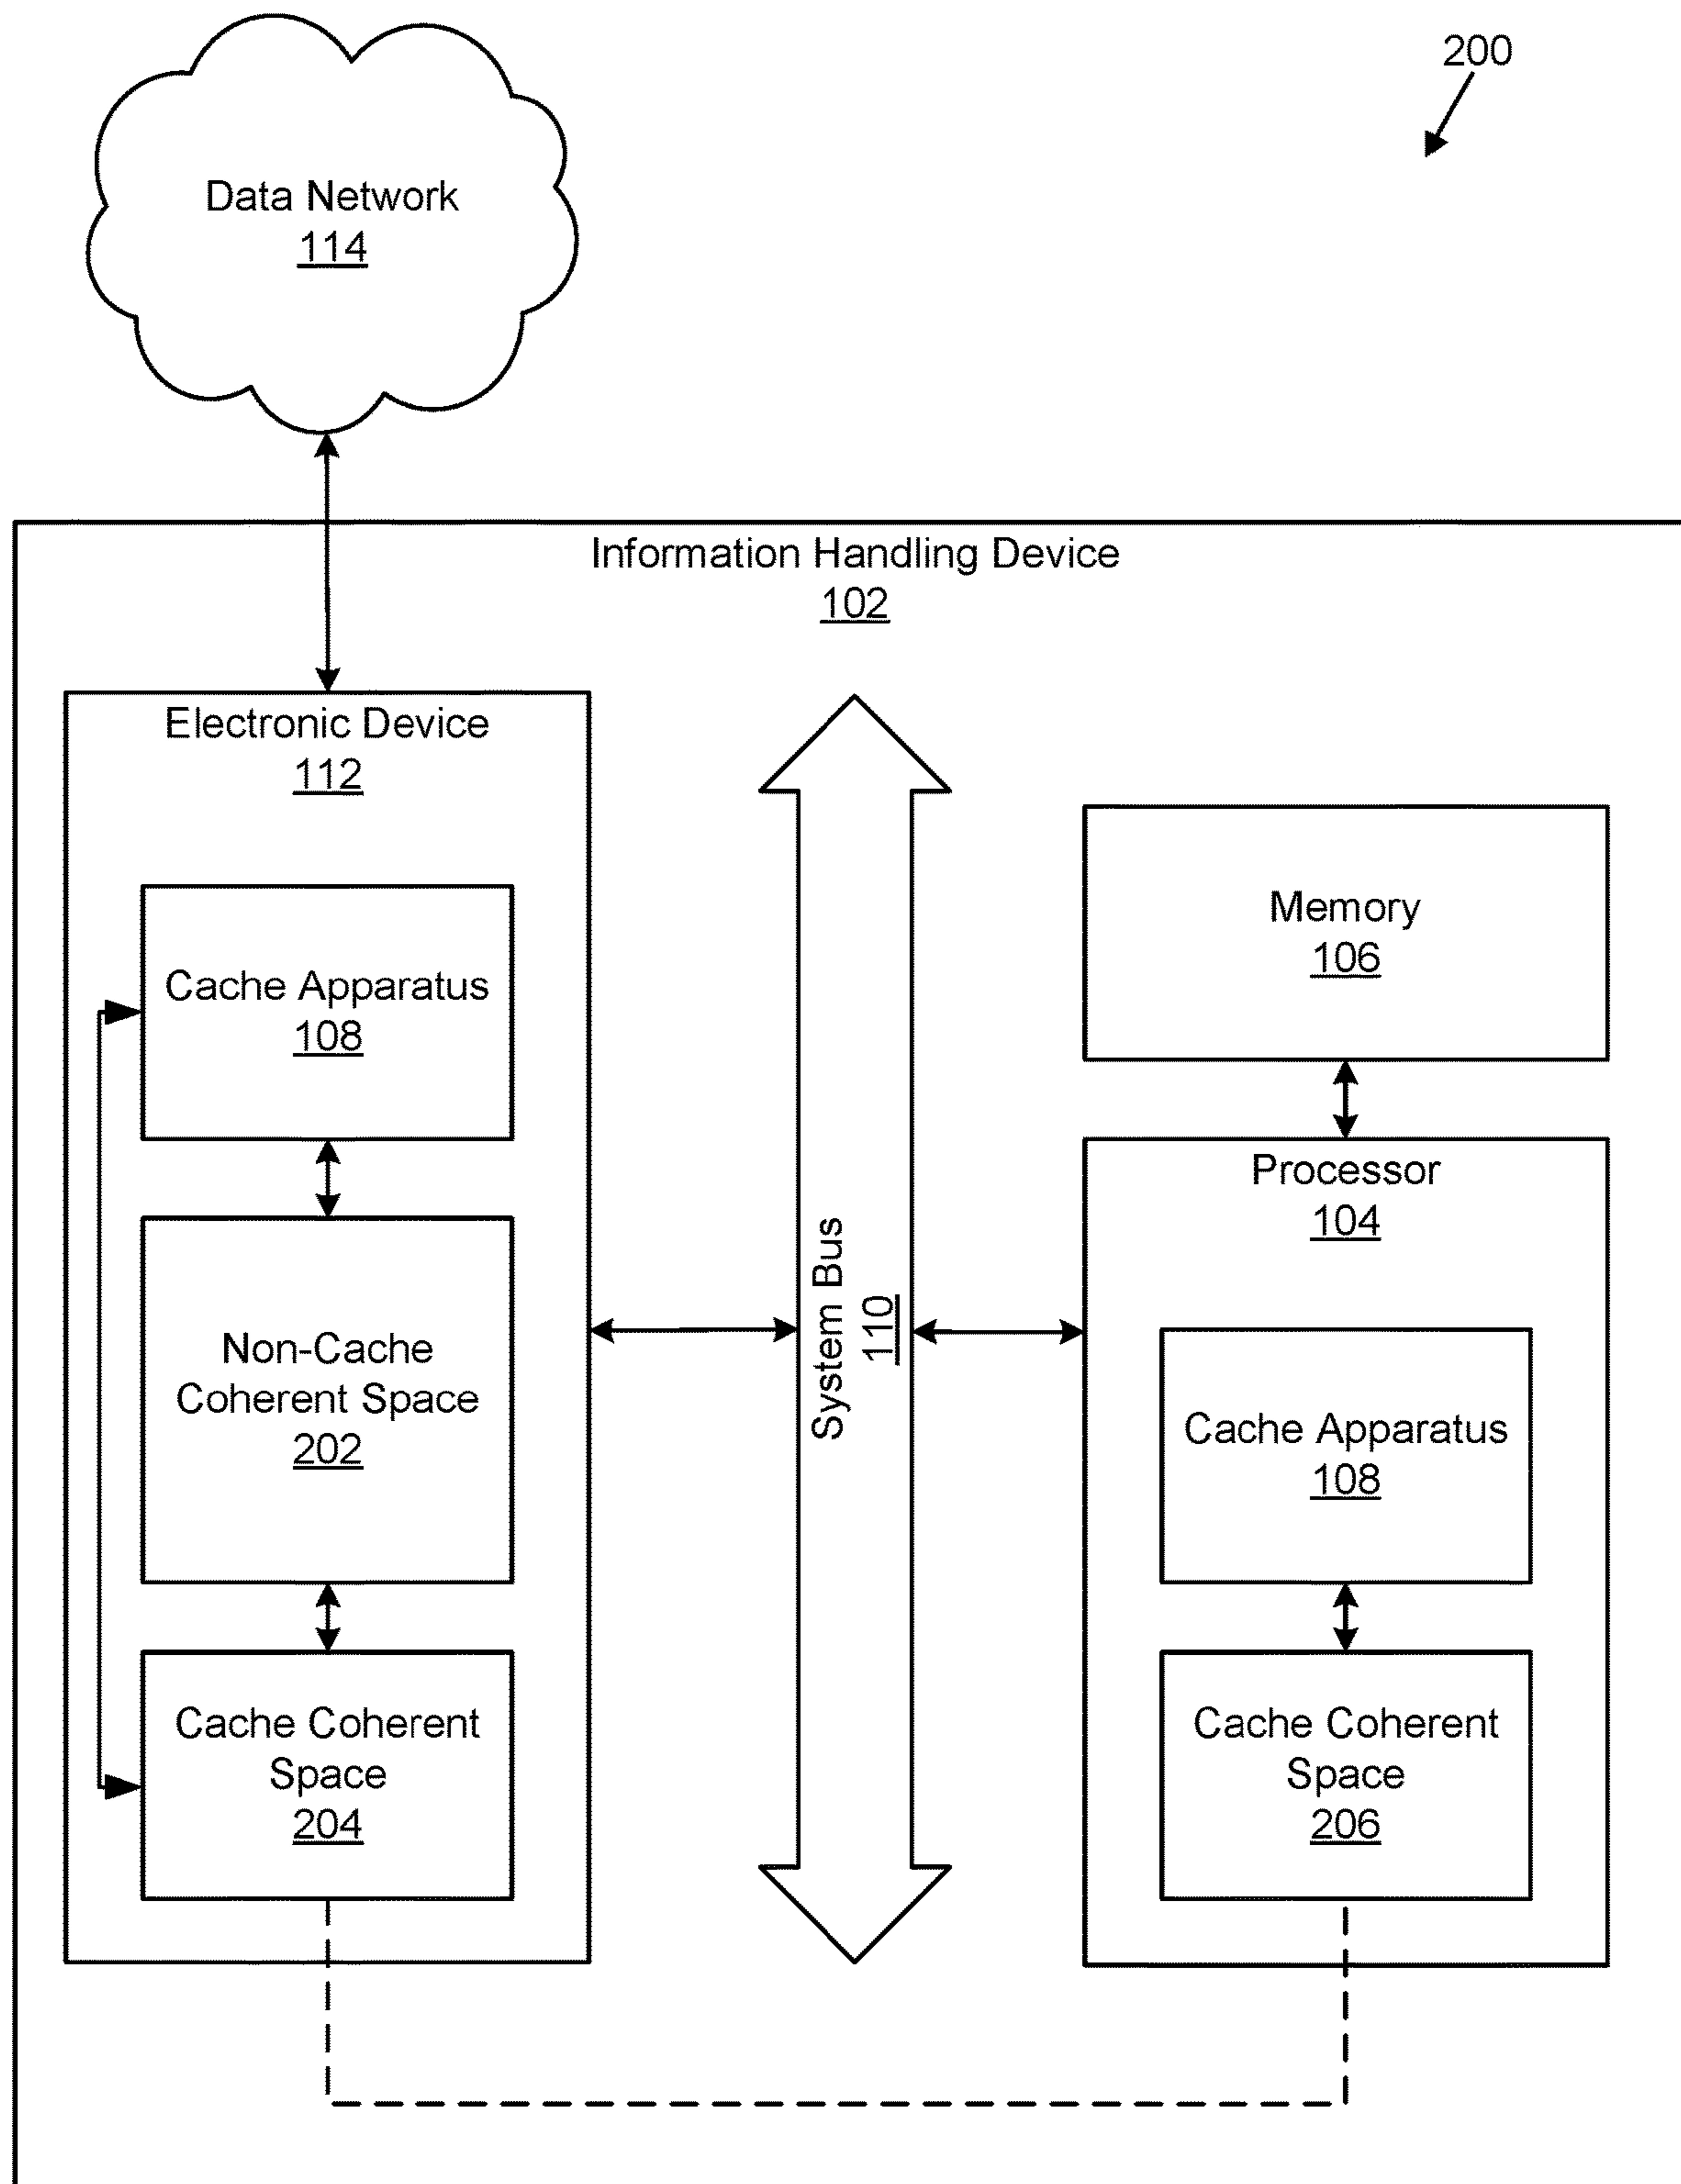 200
Data Network
114
Information Handling Device
102
Electronic Device
112
Cache Apparatus
108
Non-Cache
Coherent Space
202
Cache Coherent
Space
204
System Bus
110
Memory
106
Processor
104
Cache Apparatus
108
Cache Coherent
Space
206